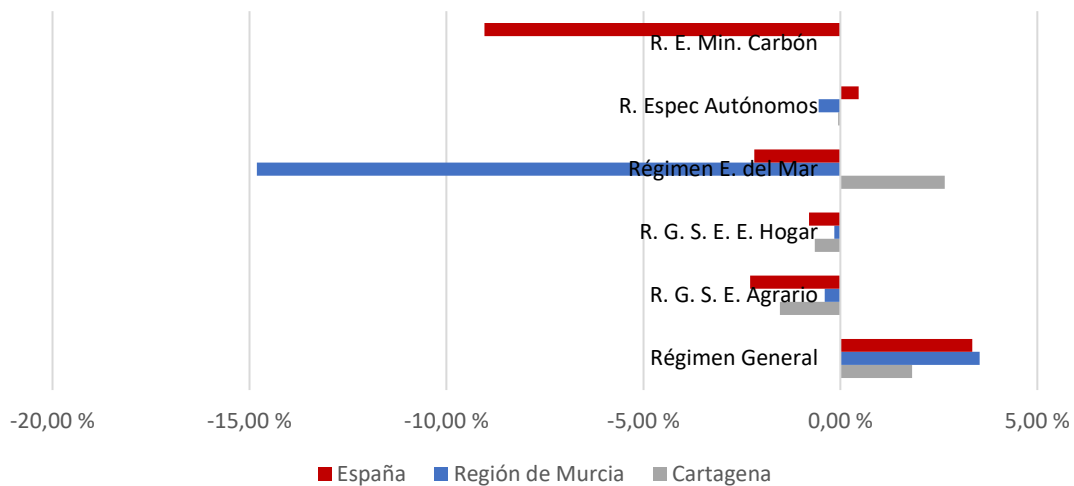 R. E. Min. Carbón
R. Espec Autónomos
Régimen E. del Mar
R. G. S. E. E. Hogar
R. G. S. E. Agrario
Régimen General
-20,00 % -15,00 % -10,00 % -5,00 % 0,00 % 5,00 %
España Región de Murcia Cartagena